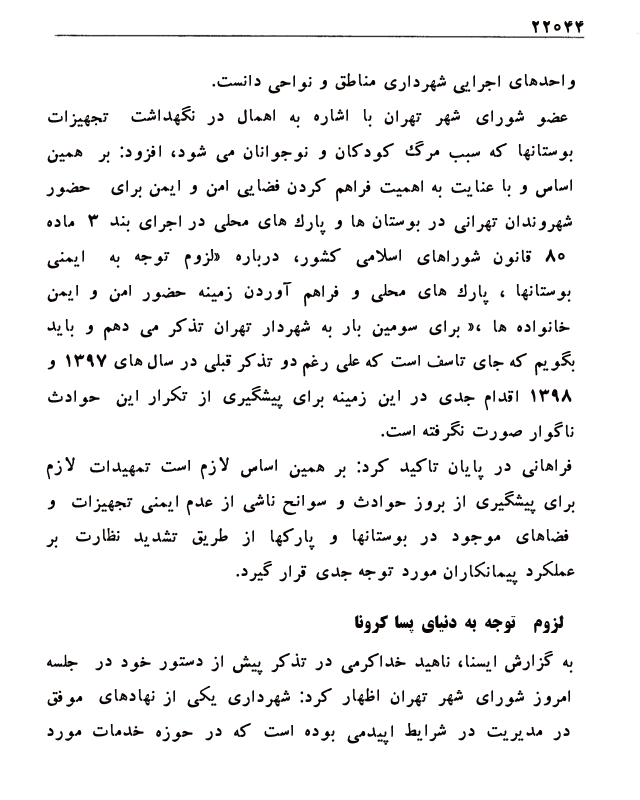 ۲۲۰۴۴
واحدهای اجرایی شهرداری مناطق و نواحی دانست.
عضو شورای شهر تهران با اشاره به اهمال در نگهداشت تجهیزات
بوستانها که سبب مرگ کودکان و نوجوانان می شود، افزود: بر همین
اساس و با عنایت به اهمیت فراهم کردن فضایی امن و ایمن برای حضور
شهروندان تهرانی در بوستان ها و پارک های محلی در اجرای بند ۳ ماده
۸۰ قانون شوراهای اسلامی کشور، درباره «لزوم توجه به ایمنی
بوستانها ، پارک های محلی و فراهم آوردن زمینه حضور امن و ایمن
خانواده ها ،« برای سومین بار به شهردار تهران تذکر می دهم و باید
بگویم که جای تاسف است که علی رغم دو تذکر قبلی در سال های ۱۳۹۷ و
۱۳۹۸ اقدام جدی در این زمینه برای پیشگیری از تکرار این حوادث
ناگوار صورت نگرفته است.
فراهانی در پایان تاکید کرد: بر همین اساس لازم است تمهیدات لازم
برای پیشگیری از بروز حوادث و سوانح ناشی از عدم ایمنی تجهیزات و
فضاهای موجود در بوستانها و پارکها از طریق تشدید نظارت بر
عملکرد پیمانکاران مورد توجه جدی قرار گیرد.
لزوم توجه به دنیای پسا کرونا
به گزارش ایسنا، ناهید خداکرمی در تذکر پیش از دستور خود در جلسه
امروز شورای شهر تهران اظهار کرد: شهرداری یکی از نهادهای موفق
در مدیریت در شرایط اپیدمی بوده است که در حوزه خدمات مورد